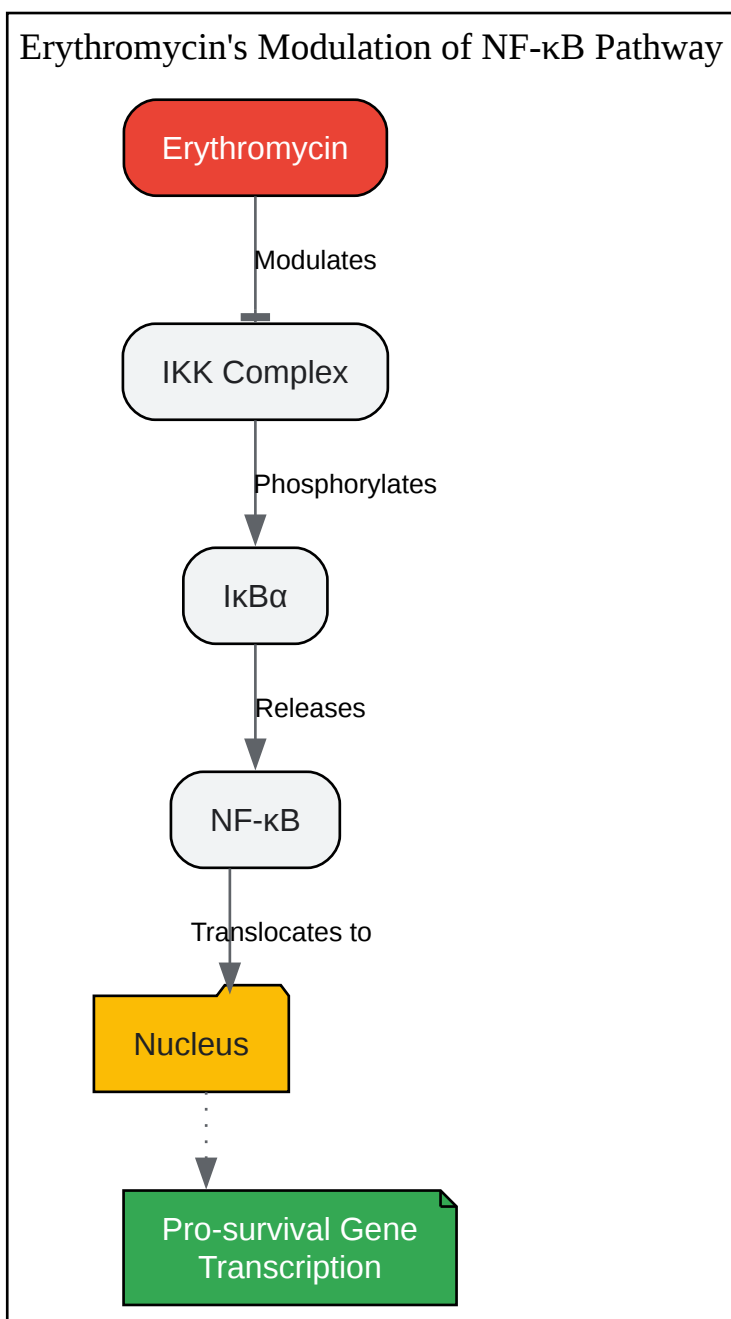 Erythromycin's Modulation of NF-κB Pathway
Erythromycin
Modulates
IKK Complex
Phosphorylates
IκBα
Releases
NF-κB
Translocates to
Nucleus
Pro-survival Gene
Transcription